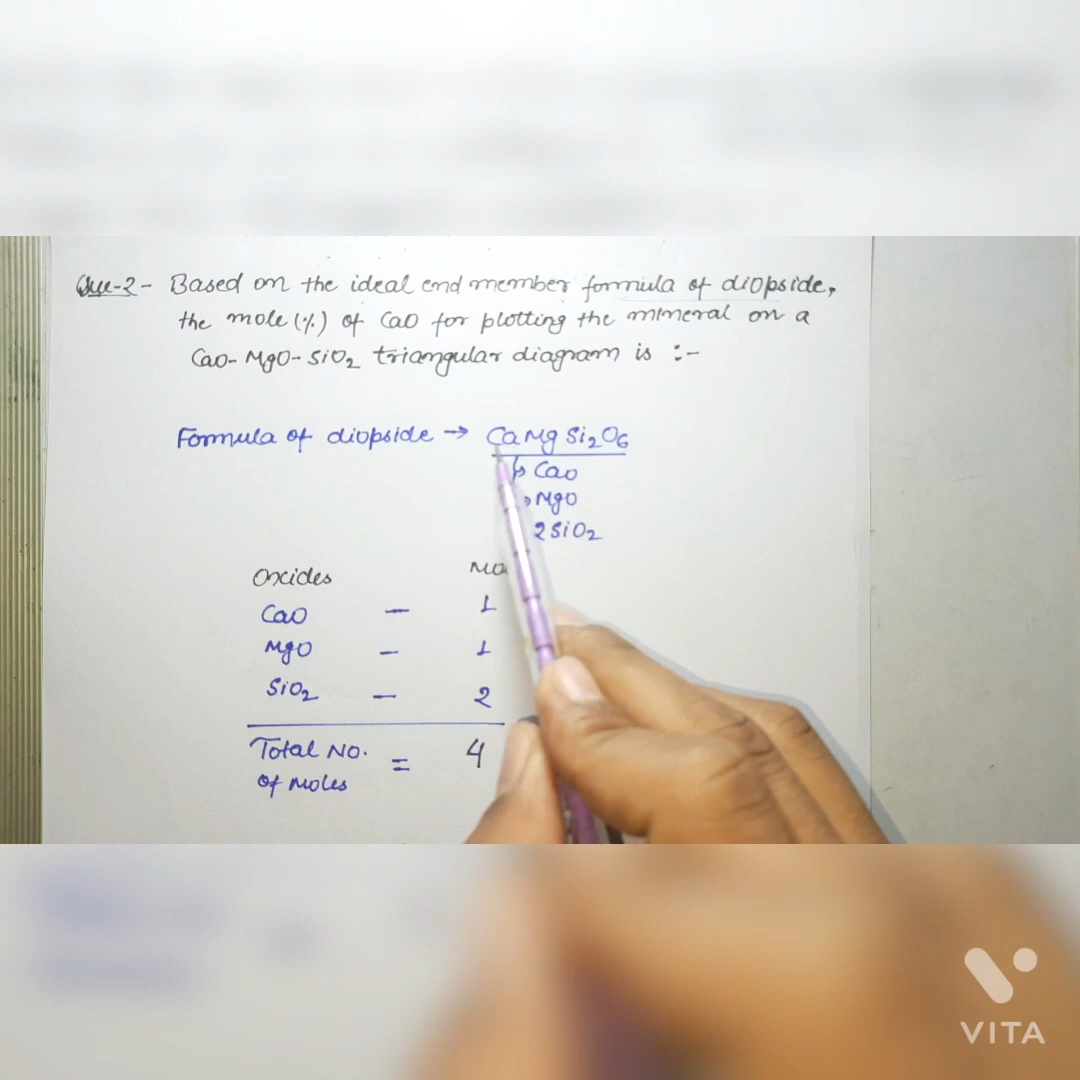 Que-2- Based on the ideal end member formula of diopside,
the mole (%) of CaO for plotting the mineral on a
CaO-MgO-SiO2 triangular diagram is :-
Formula of diopside → CaMgSi2O6
↳ CaO
MgO
2SiO2
Oxides
CaO — 1
MgO — 1
SiO2 — 2
Total No. = 4
of Moles
VITA